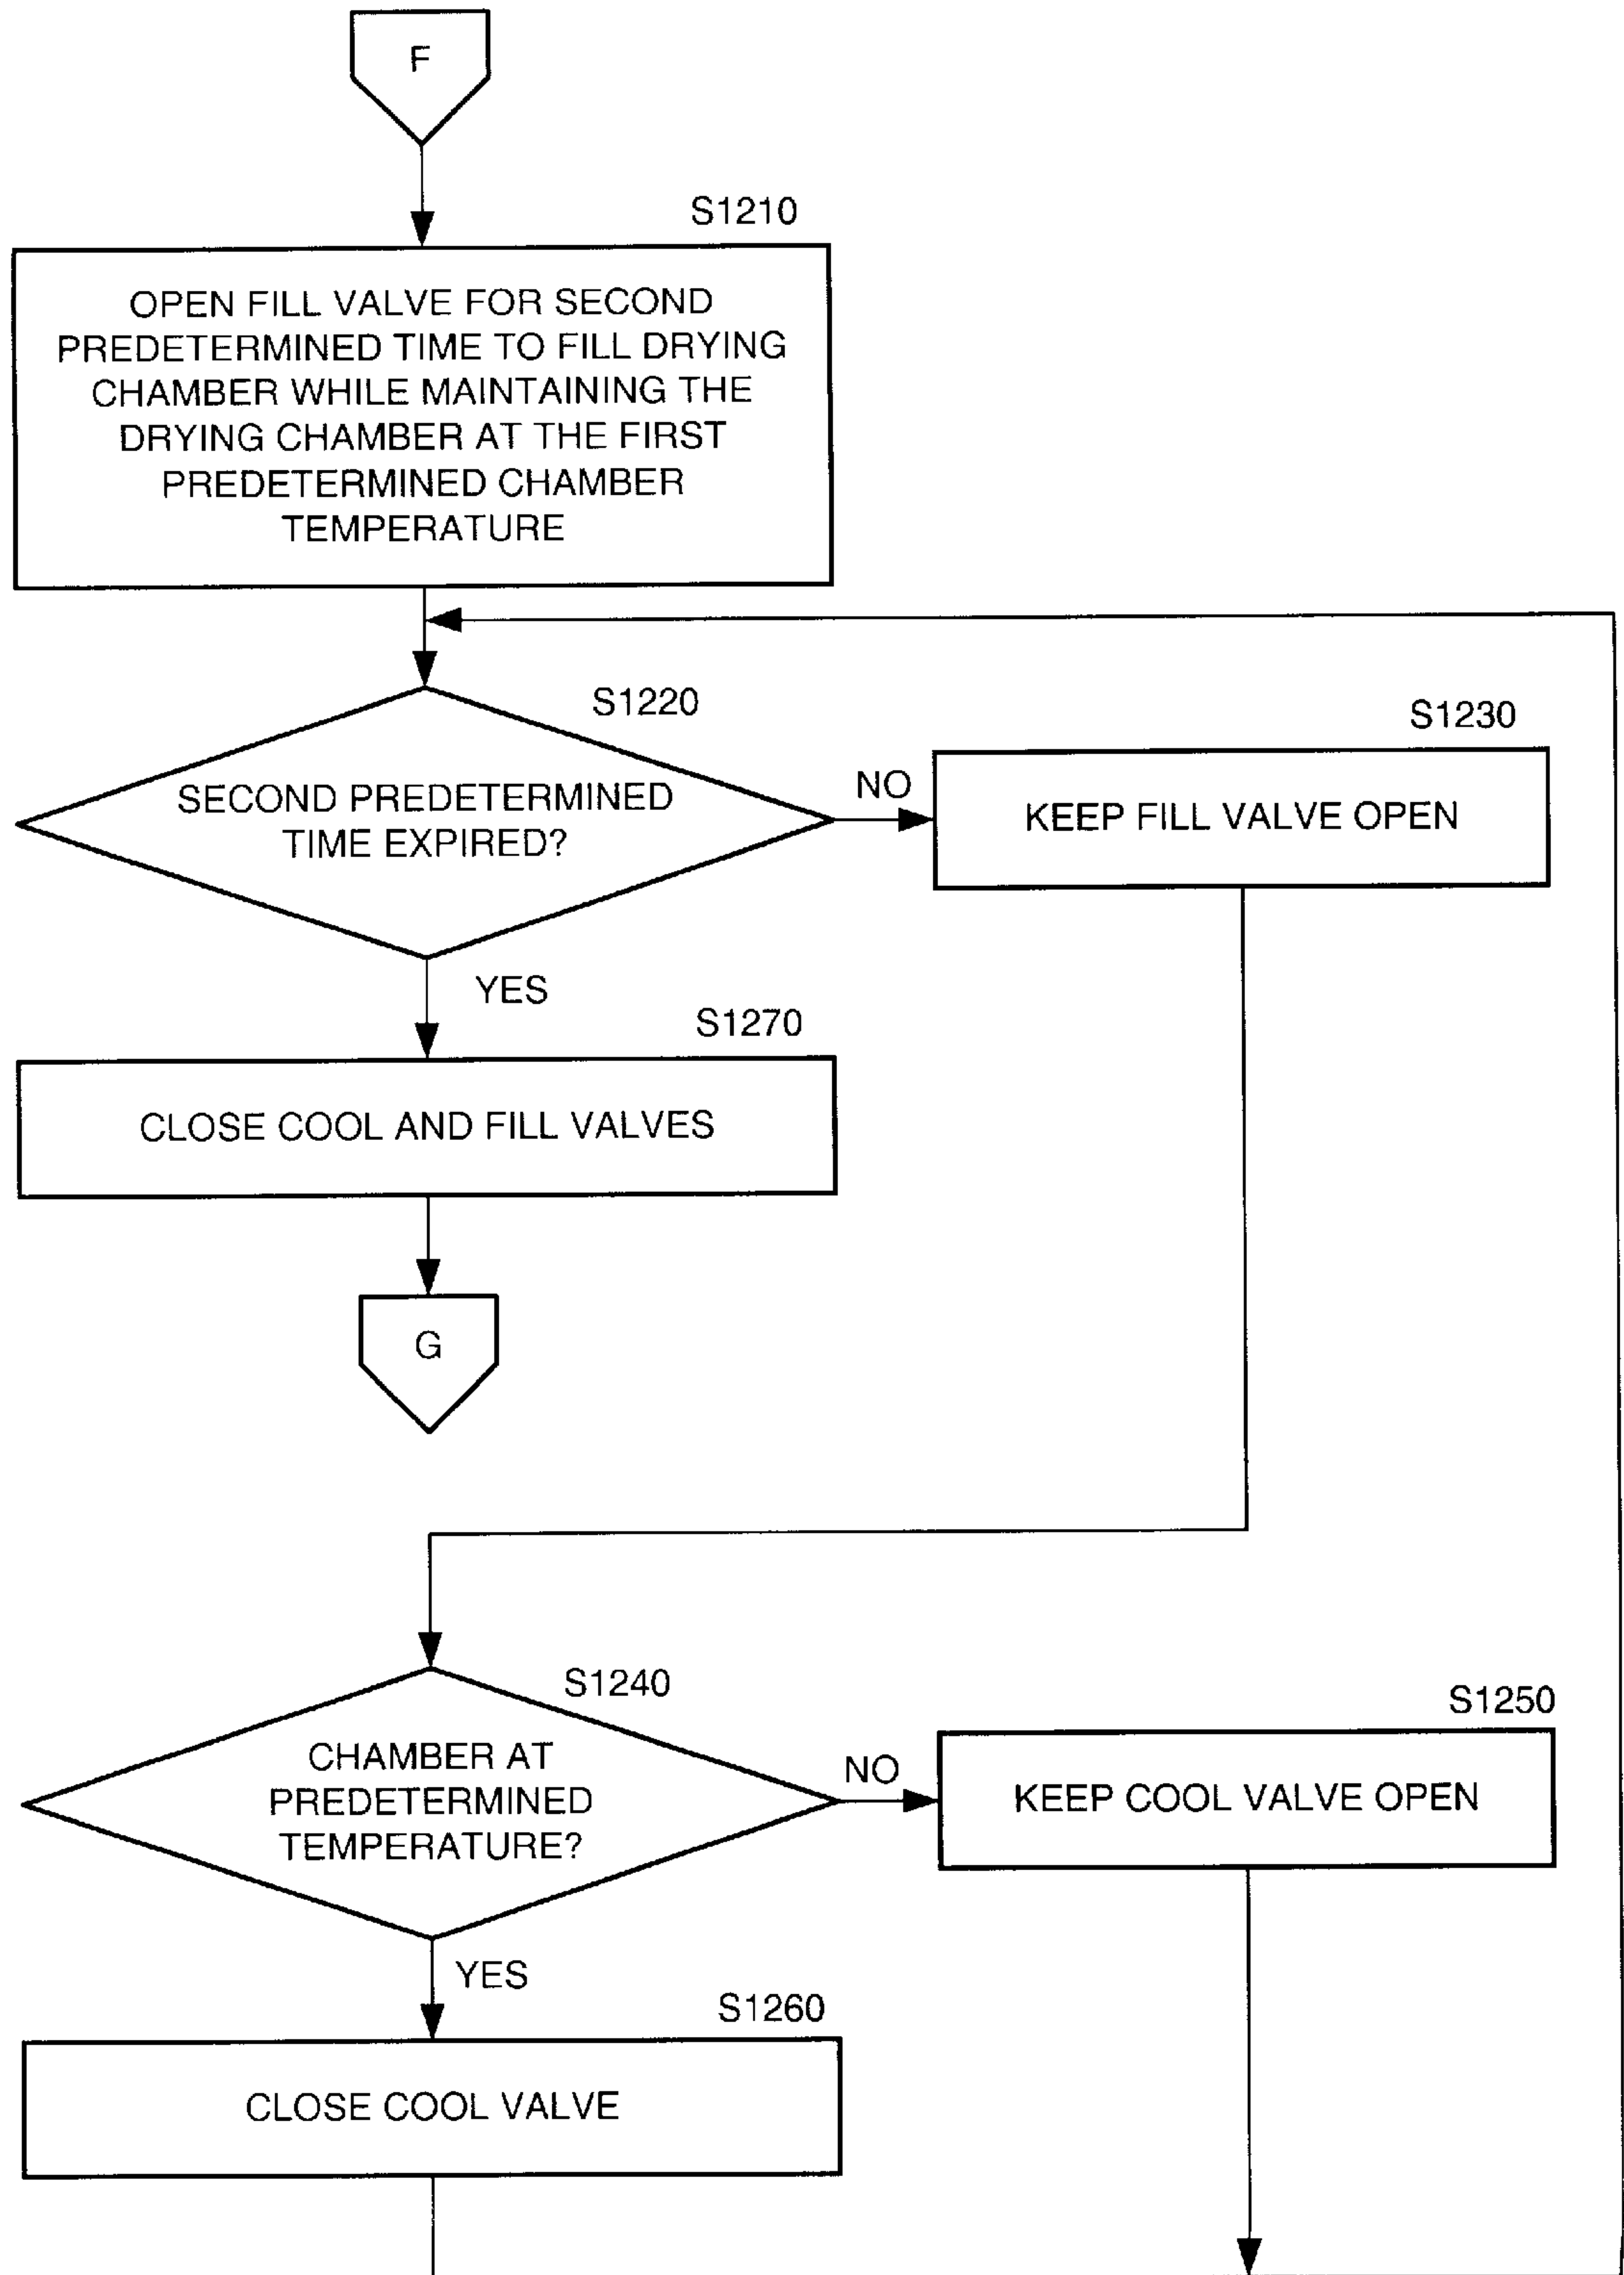 F
S1210
OPEN FILL VALVE FOR SECOND
PREDETERMINED TIME TO FILL DRYING
CHAMBER WHILE MAINTAINING THE
DRYING CHAMBER AT THE FIRST
PREDETERMINED CHAMBER
TEMPERATURE
S1220
SECOND PREDETERMINED
TIME EXPIRED?
NO
S1230
KEEP FILL VALVE OPEN
YES
S1270
CLOSE COOL AND FILL VALVES
G
S1240
CHAMBER AT
PREDETERMINED
TEMPERATURE?
NO
S1250
KEEP COOL VALVE OPEN
YES
S1260
CLOSE COOL VALVE